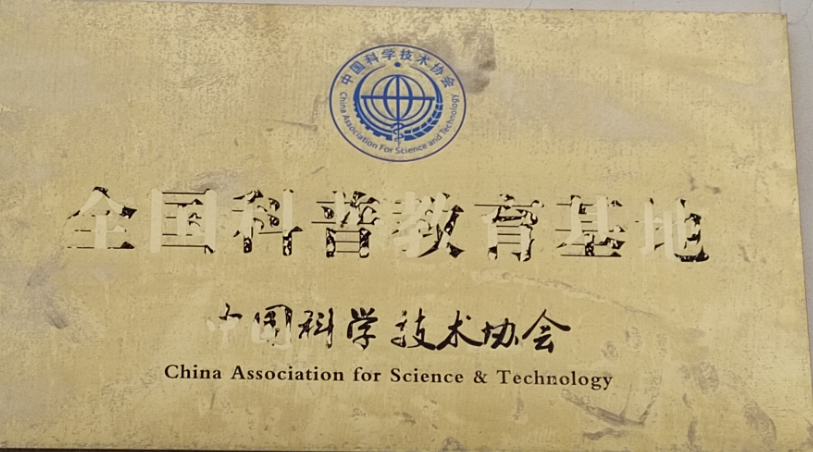 中国科学技术协会
China Association For Science and Technology
全国科普教育基地
中国科学技术协会
China Association for Science & Technology